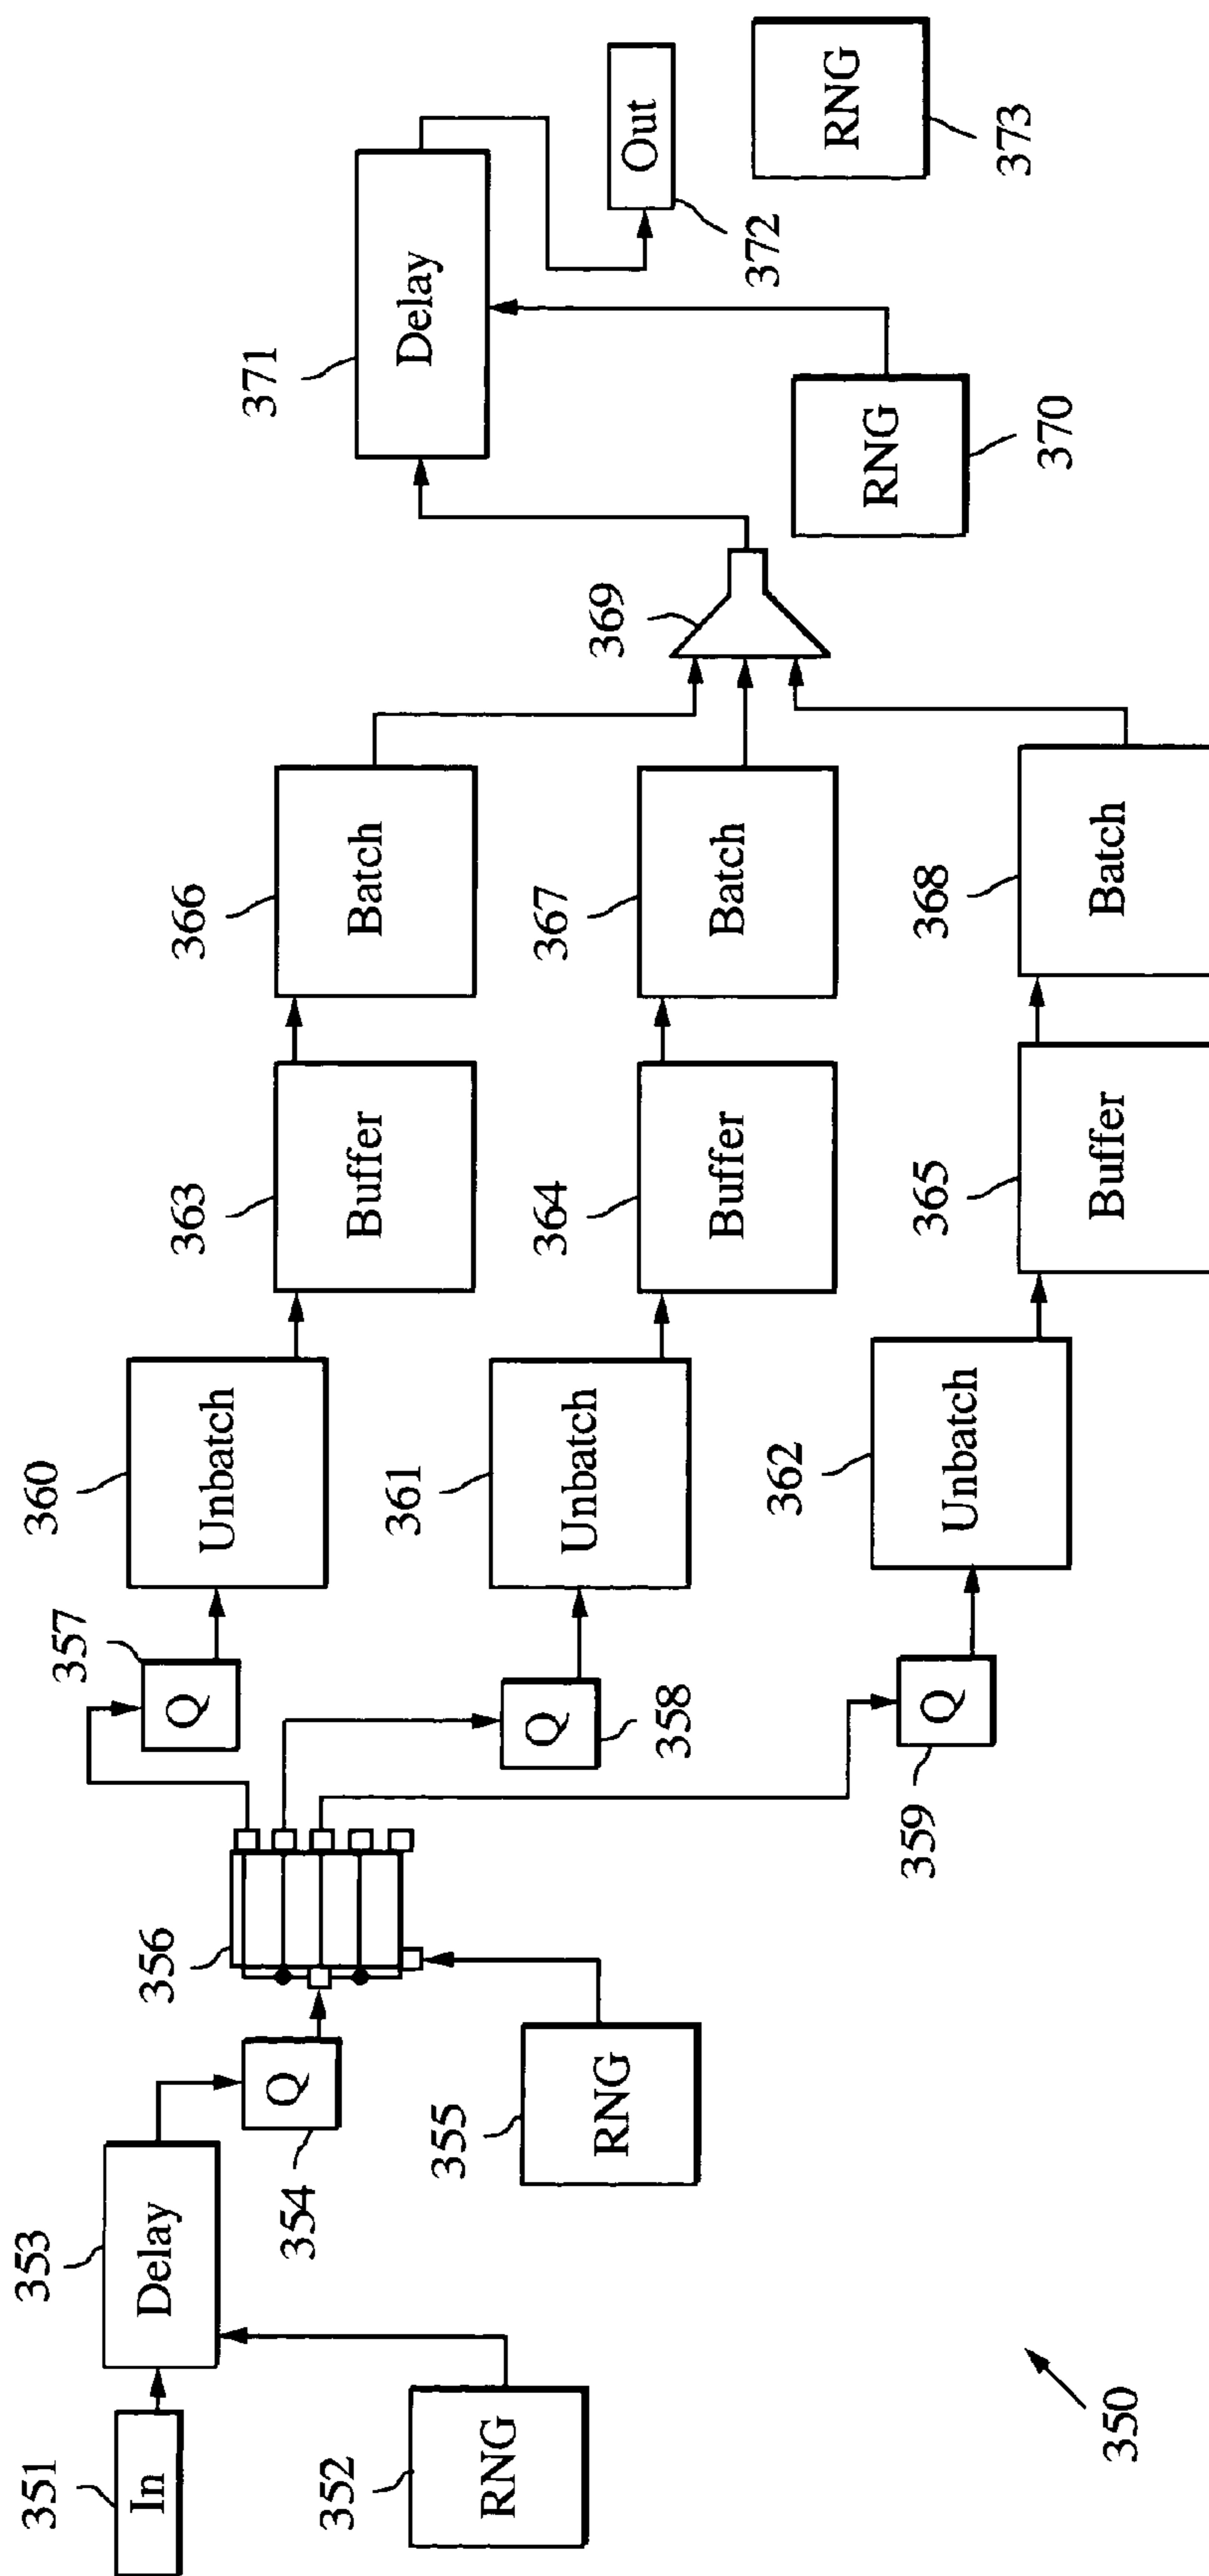 351
In
353
Delay
352
RNG
354
Q
355
RNG
356
357
Q
358
Q
359
Q
360
Unbatch
361
Unbatch
362
Unbatch
363
Buffer
364
Buffer
365
Buffer
366
Batch
367
Batch
368
Batch
369
371
Delay
370
RNG
Out
372
RNG
373
350